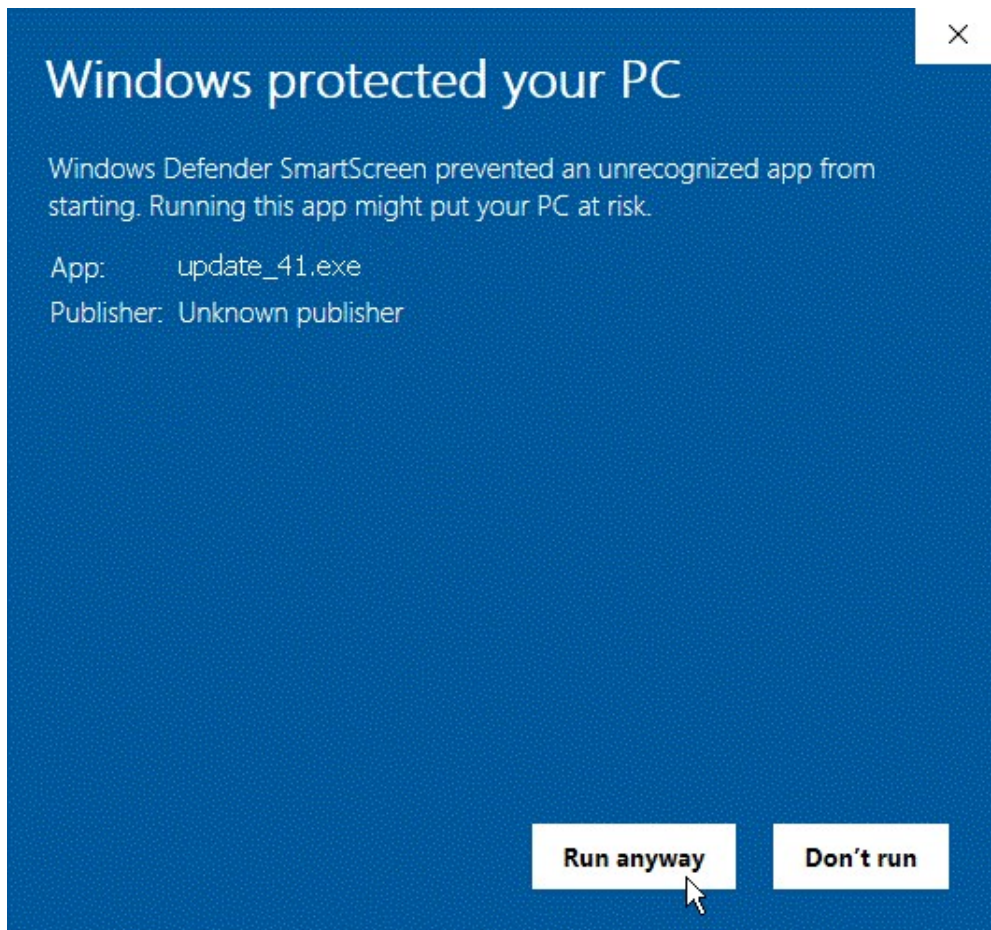 Windows protected your PC
Windows Defender SmartScreen prevented an unrecognized app from
starting. Running this app might put your PC at risk.
App: update_41.exe
Publisher: Unknown publisher
Run anyway Don’t run